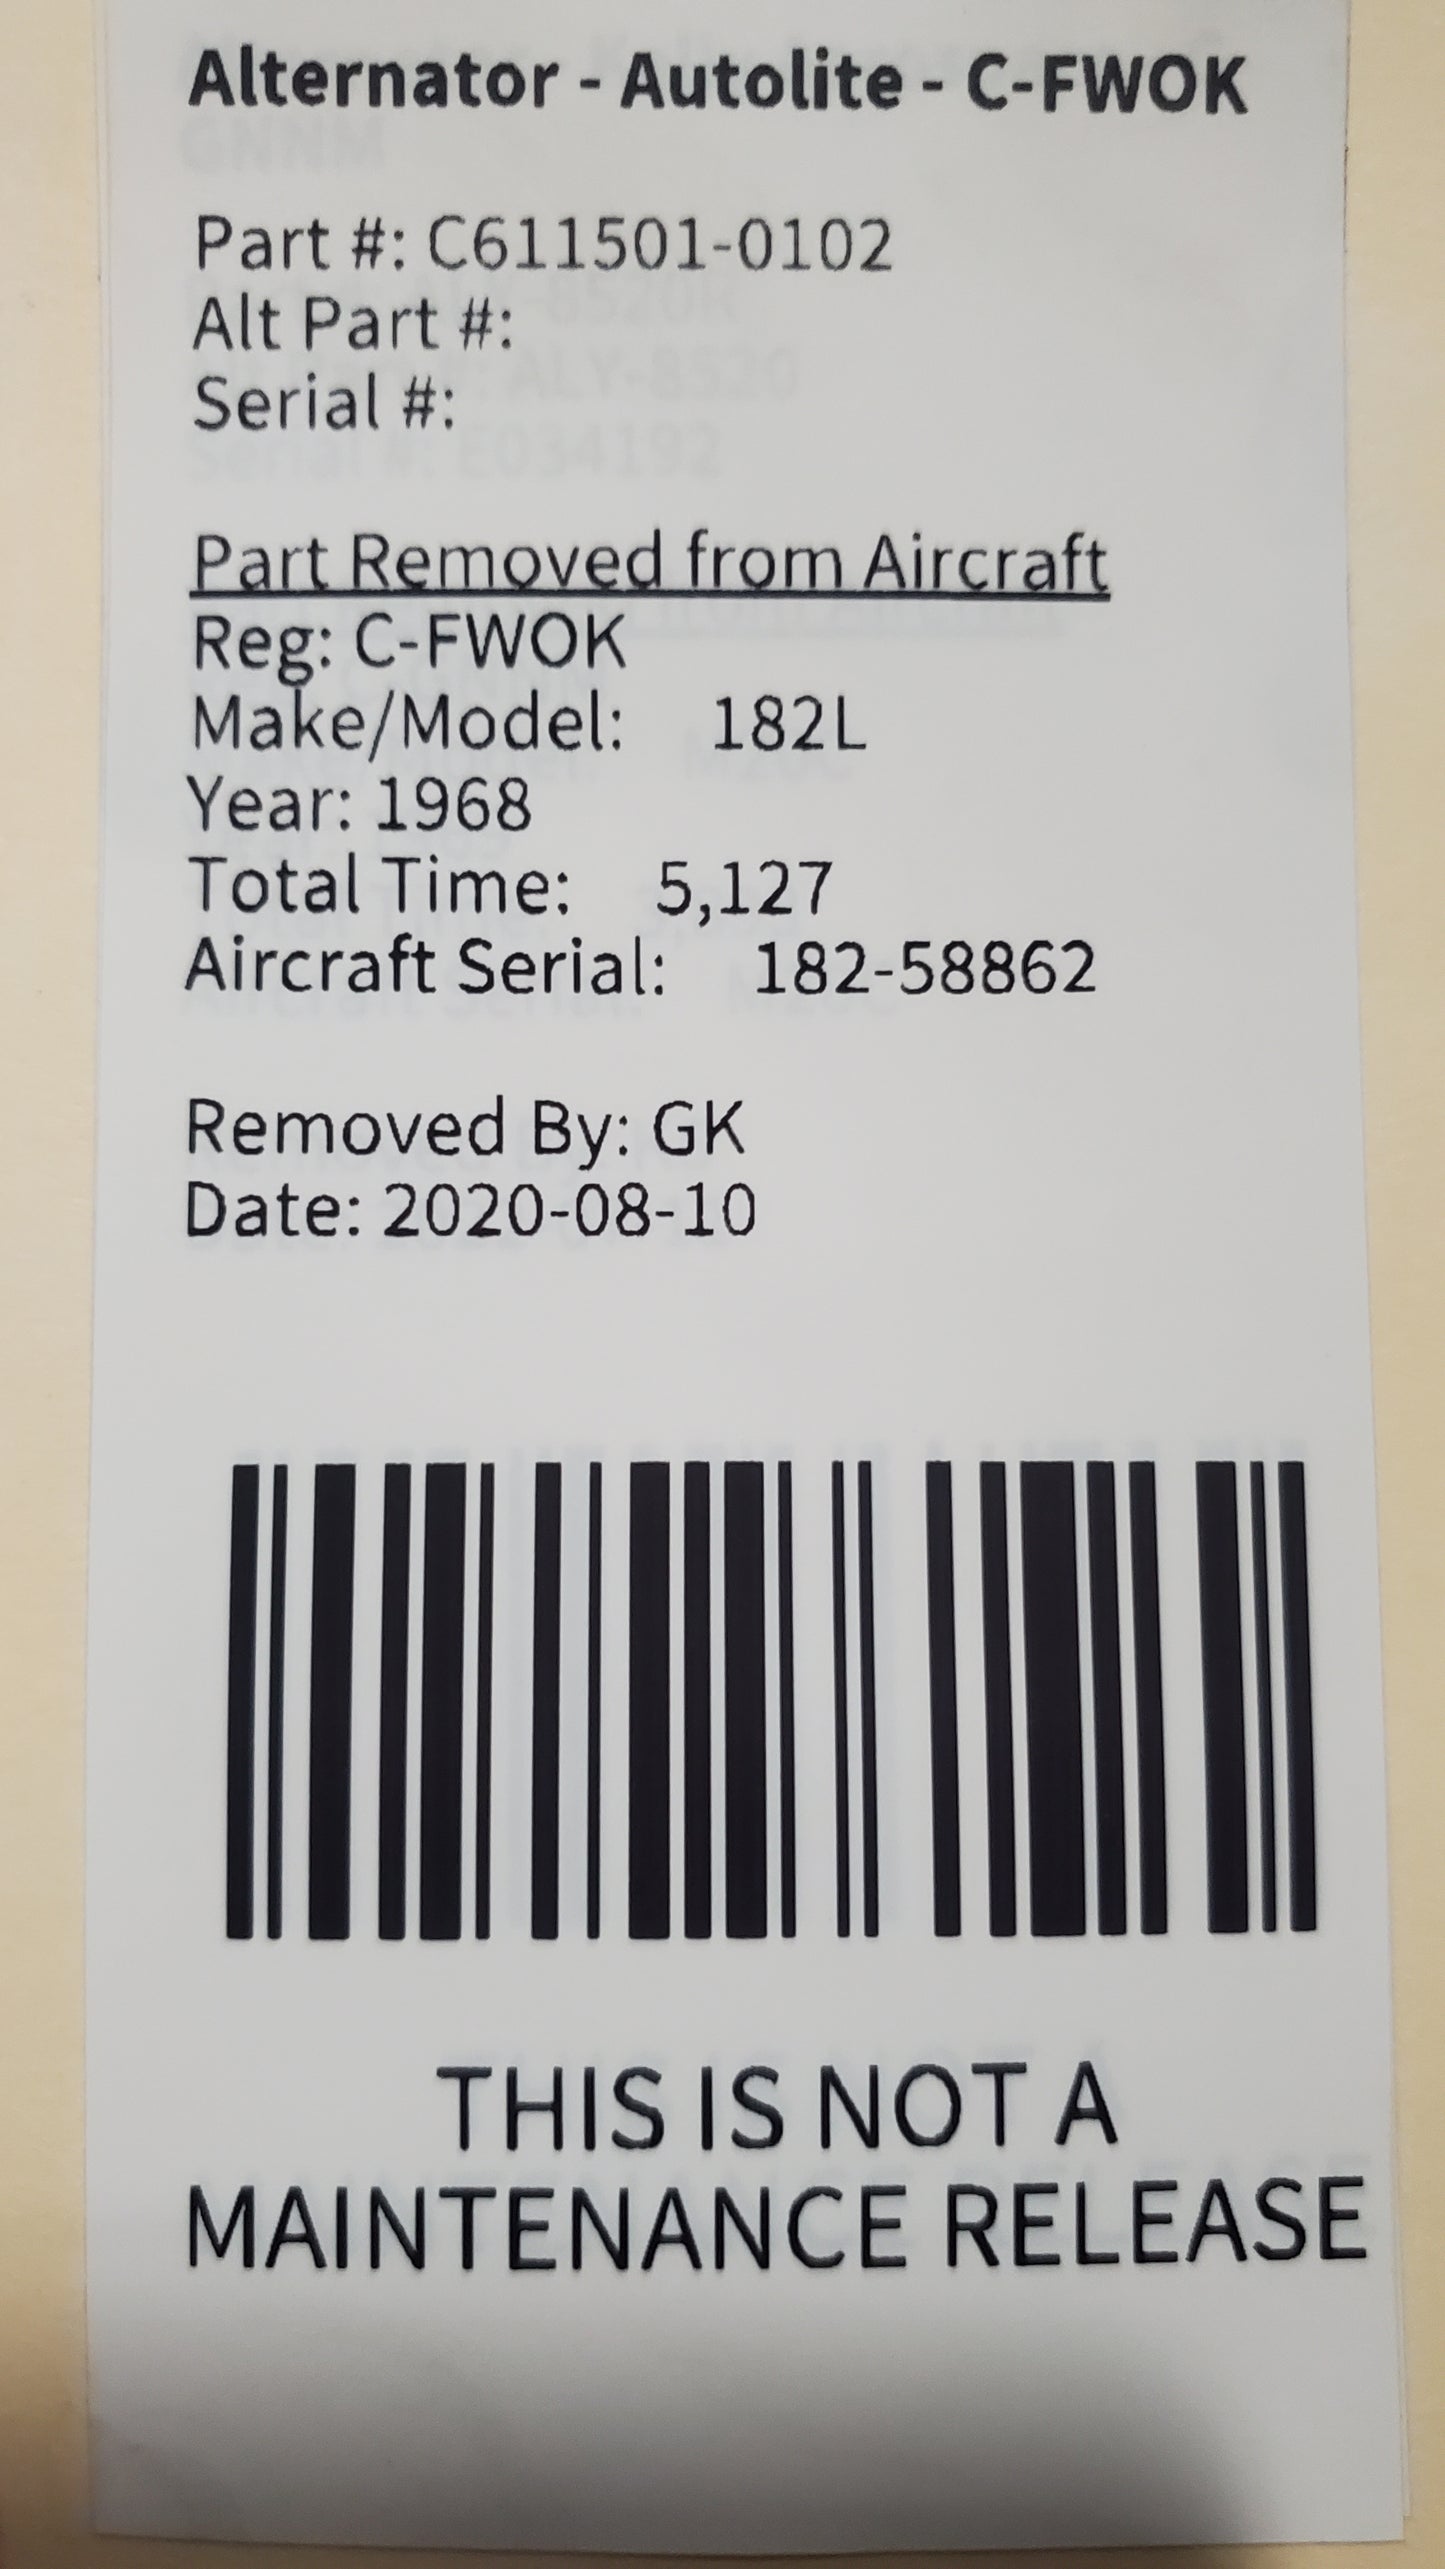 Alternator - Autolite - C-FWOK
Part #: C611501-0102
Alt Part #:
Serial #:
Part Removed from Aircraft
Reg: C-FWOK
Make/Model: 182L
Year: 1968
Total Time: 5,127
Aircraft Serial: 182-58862
Removed By: GK
Date: 2020-08-10
THIS IS NOT A
MAINTENANCE RELEASE